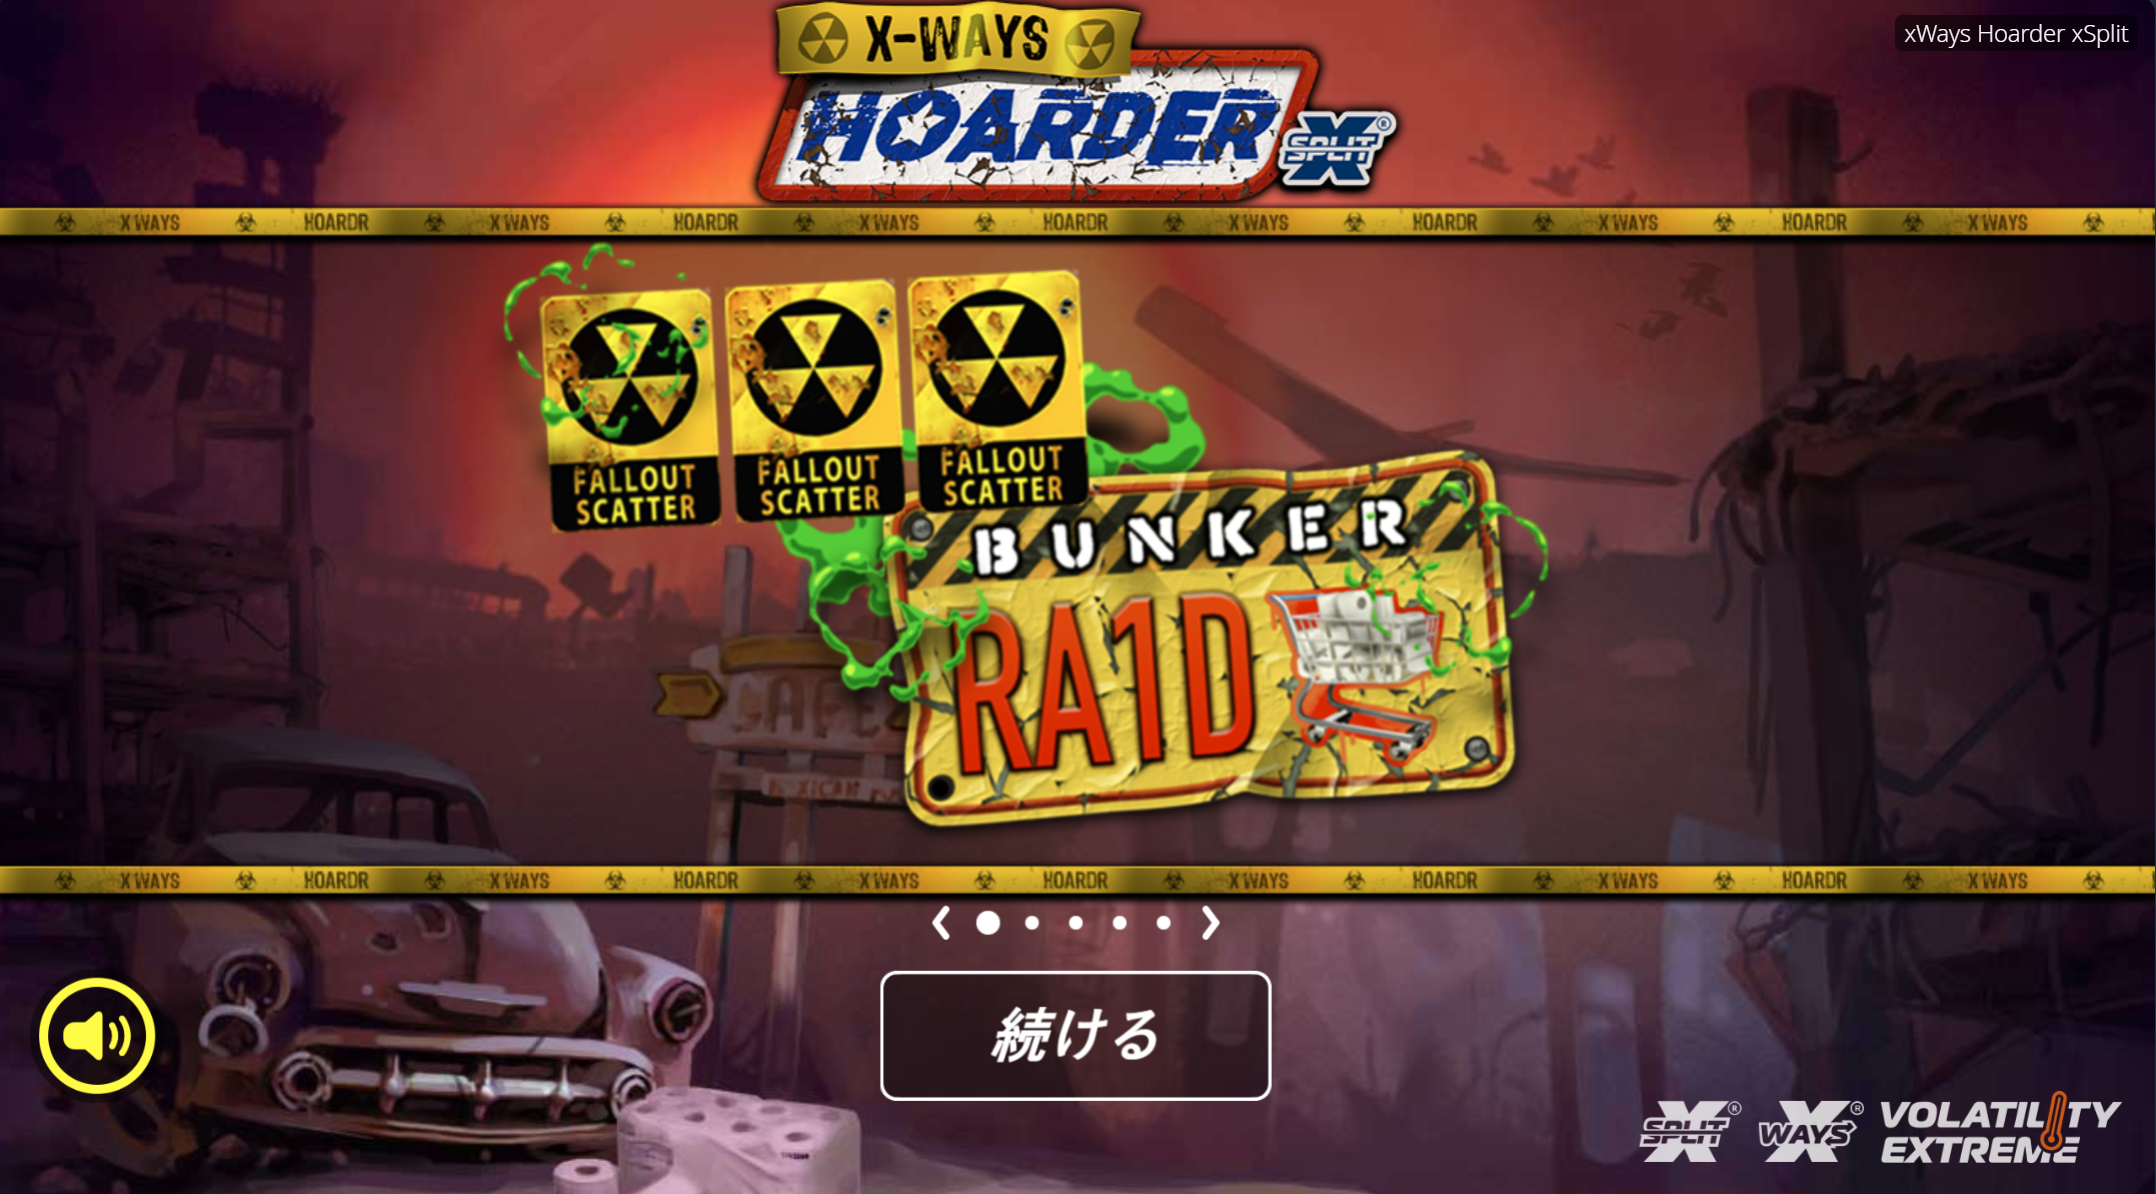 X-WAYS
xWays Hoarder xSplit
HOARDER
SPLIT X ®
X WAYS HOARDR X WAYS HOARDR X WAYS HOARDR X WAYS HOARDR X WAYS HOARDR X WAYS
FALLOUT
SCATTER
FALLOUT
SCATTER
FALLOUT
SCATTER
BUNKER
RA1D
CAFE
X WAYS HOARDR X WAYS HOARDR X WAYS HOARDR X WAYS HOARDR X WAYS HOARDR X WAYS
続ける
SPLIT X ®
WAYS X ®
VOLATILITY
EXTREME